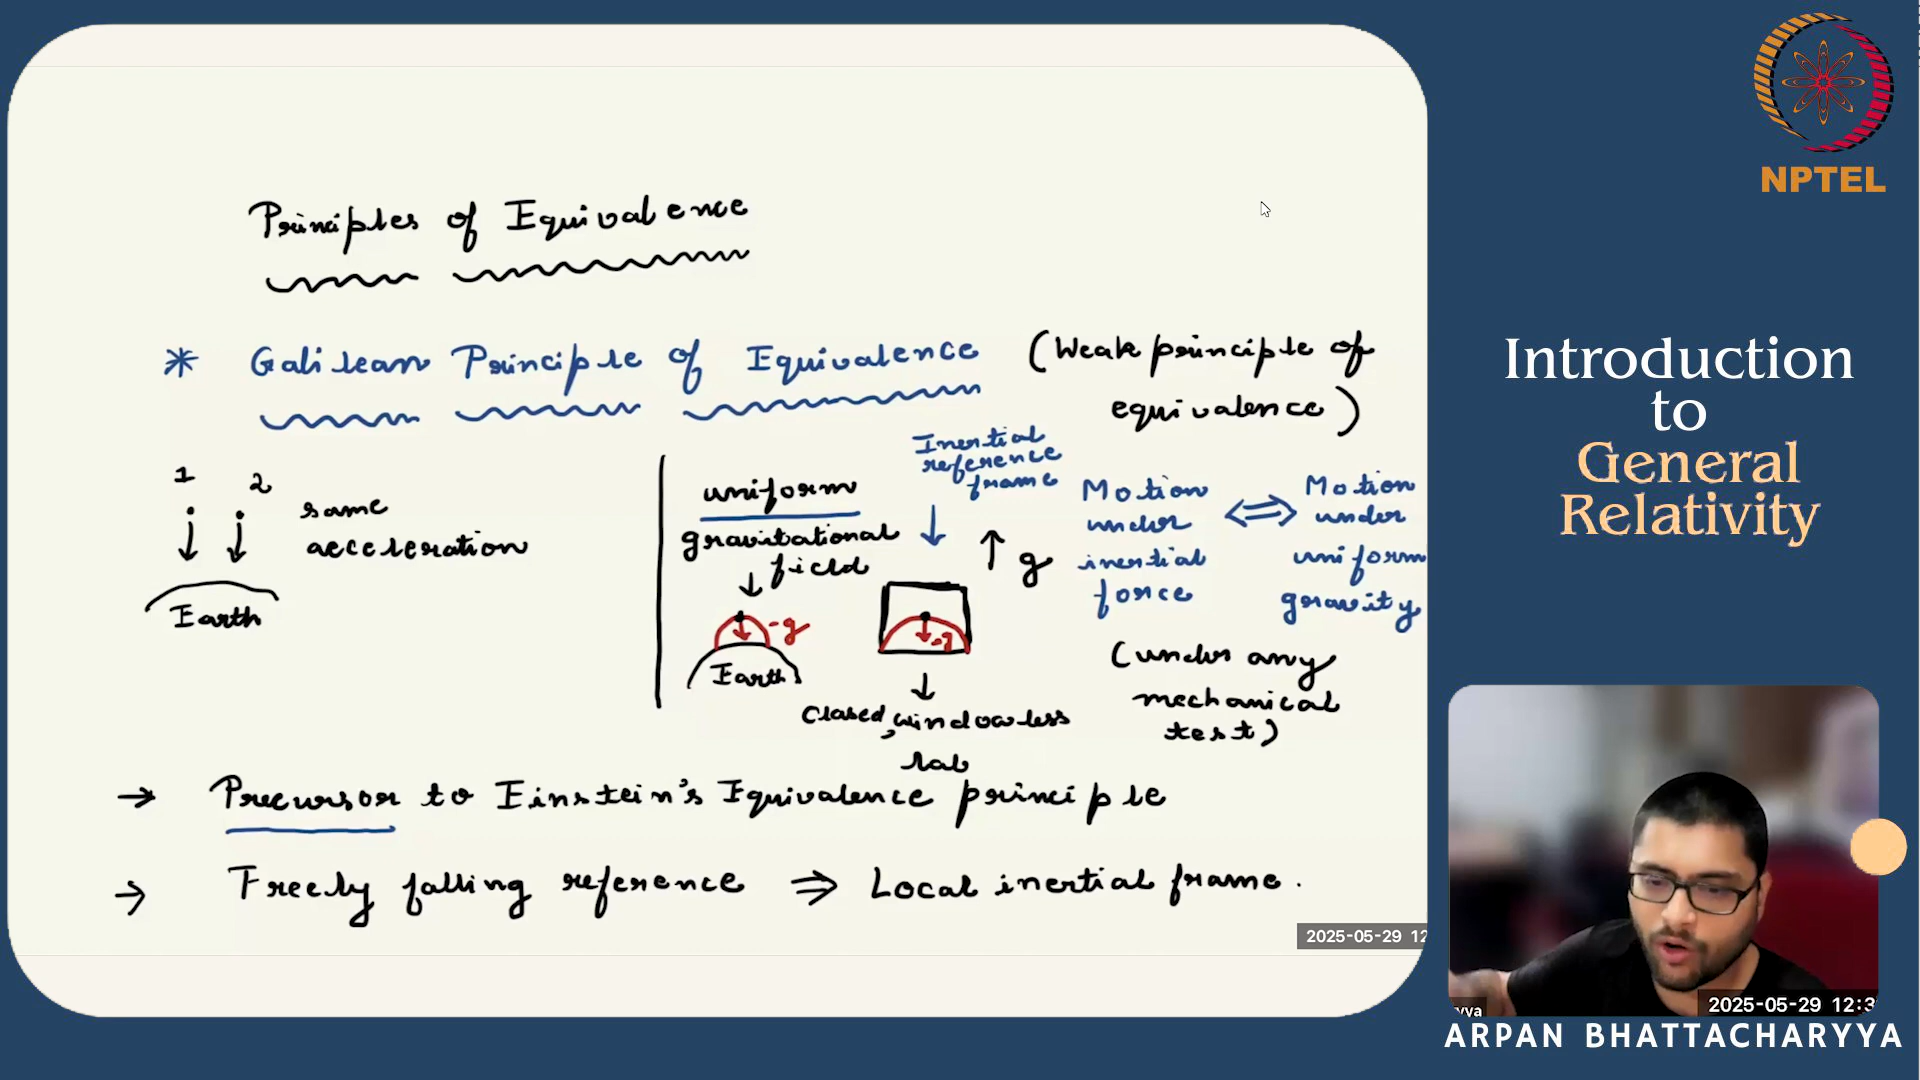 Principles of Equivalence
* Galilean Principle of Equivalence (Weak principle of
equivalence)
1 2 same
acceleration
Earth
uniform
gravitational
field
-g
Earth
Inertial
reference
frame
g
-g
Closed, windowless
lab
Motion
under
inertial
force
⇔
Motion
under
uniform
gravity
(under any
mechanical
test)
→ Precursor to Einstein's Equivalence principle
→ Freely falling reference ⇒ Local inertial frame.
2025-05-29 12
NPTEL
Introduction
to
General
Relativity
2025-05-29 12:3
yya
ARPAN BHATTACHARYYA